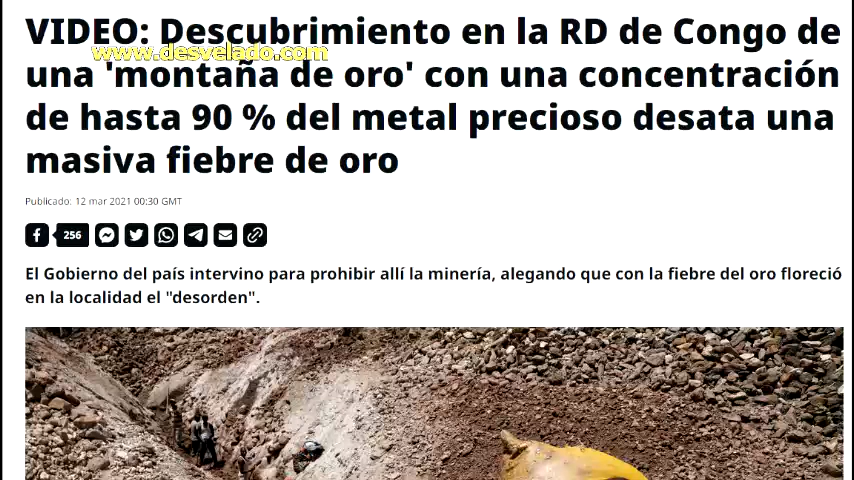 VIDEO: Descubrimiento en la RD de Congo de
www.desvelado.com
una 'montaña de oro' con una concentración
de hasta 90 % del metal precioso desata una
masiva fiebre de oro
Publicado: 12 mar 2021 00:30 GMT
256
El Gobierno del país intervino para prohibir allí la minería, alegando que con la fiebre del oro floreció
en la localidad el "desorden".